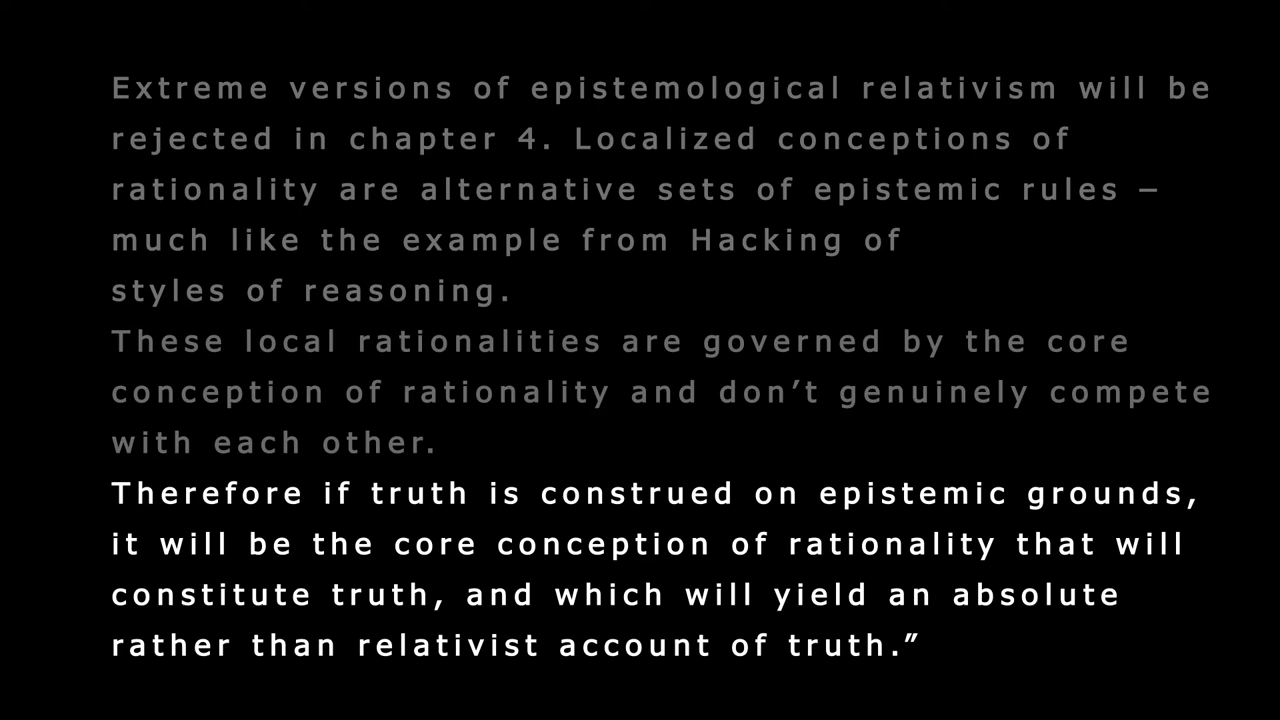 Extreme versions of epistemological relativism will be
rejected in chapter 4. Localized conceptions of
rationality are alternative sets of epistemic rules –
much like the example from Hacking of
styles of reasoning.
These local rationalities are governed by the core
conception of rationality and don’t genuinely compete
with each other.
Therefore if truth is construed on epistemic grounds,
it will be the core conception of rationality that will
constitute truth, and which will yield an absolute
rather than relativist account of truth.”